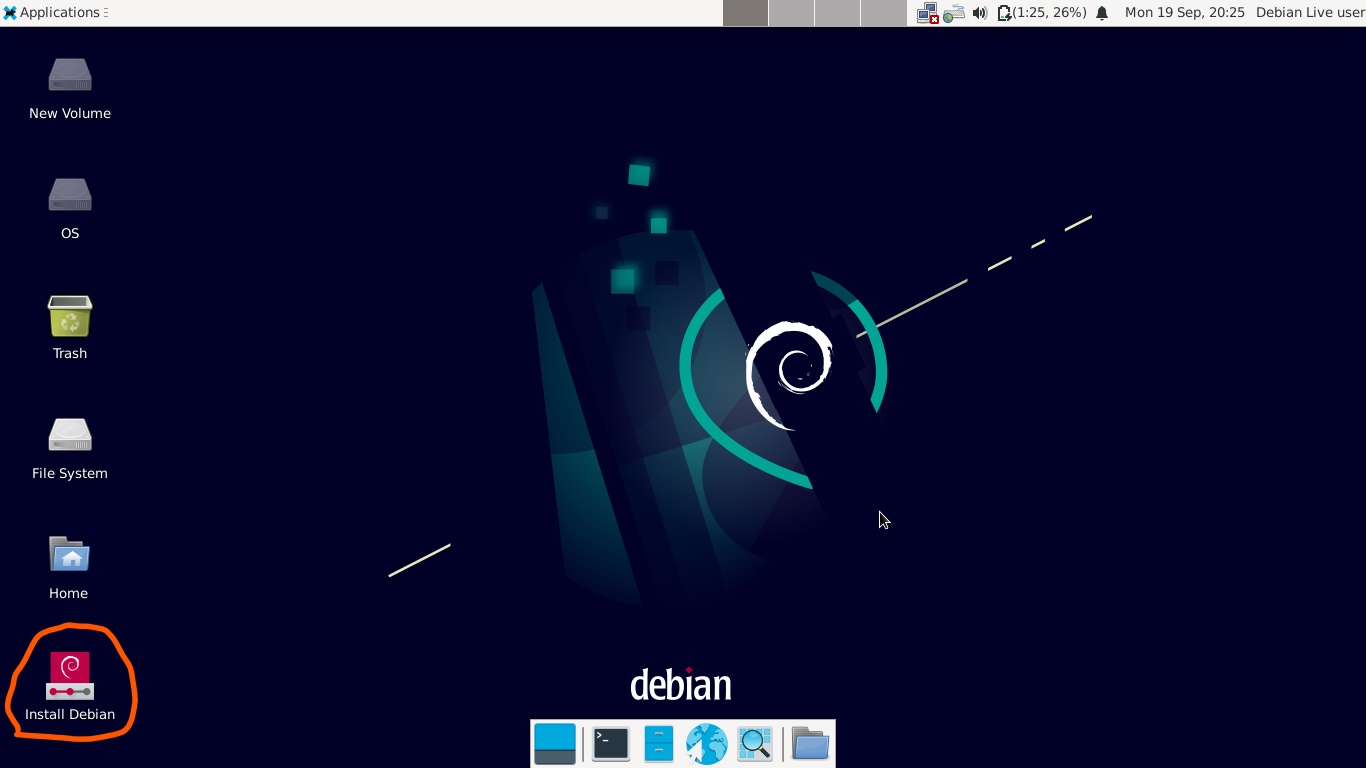 Applications
(1:25, 26%) Mon 19 Sep, 20:25 Debian Live user
New Volume
OS
Trash
File System
Home
Install Debian
debian